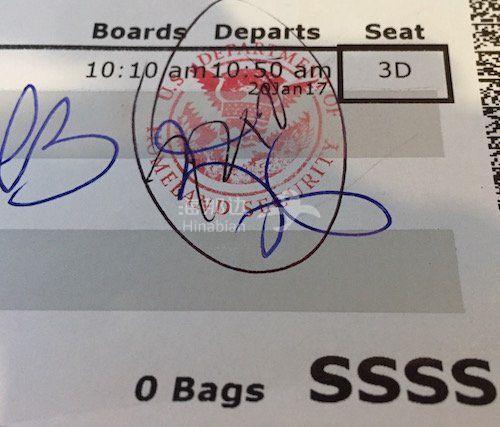 Boards Departs Seat
10:10 am 10:50 am 3D
20Jan17
U.S. DEPARTMENT OF HOMELAND SECURITY
海那边
Hinabian
0 Bags SSSS